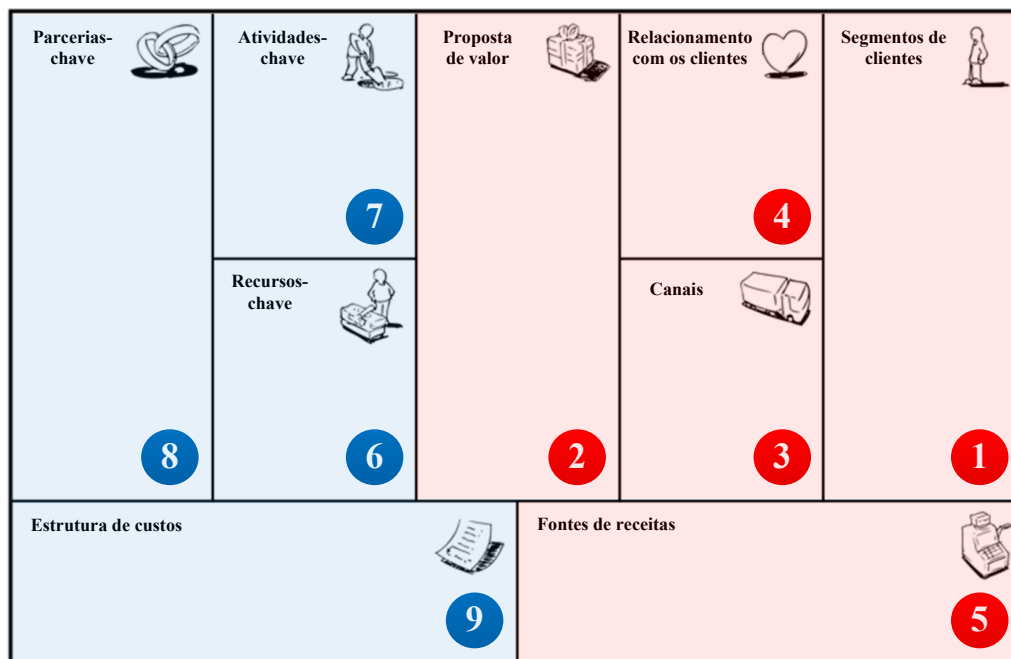 Parcerias-
chave
Atividades-
chave
Proposta
de valor
Relacionamento
com os clientes
Segmentos de
clientes
7
4
Recursos-
chave
Canais
8
6
2
3
1
Estrutura de custos
Fontes de receitas
9
5